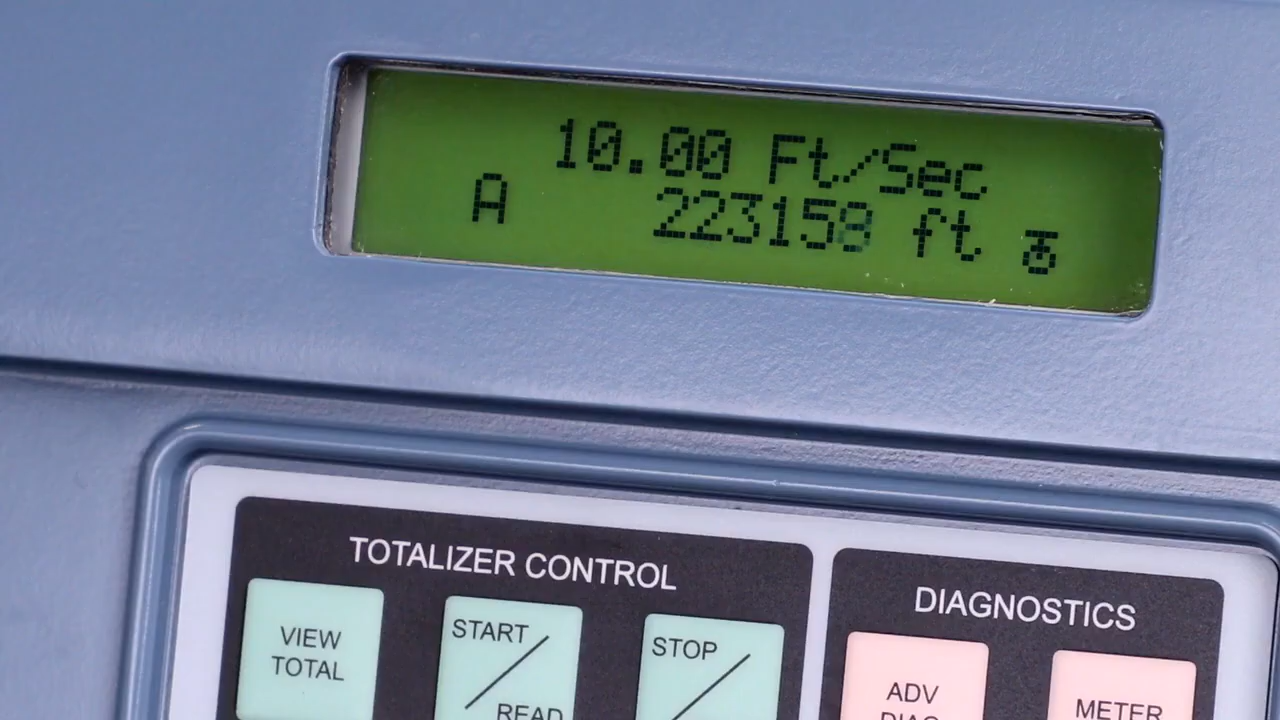 10.00 Ft/Sec
A 223158 ft
TOTALIZER CONTROL
DIAGNOSTICS
VIEW
TOTAL
START
READ
STOP
ADV
DIAG
METER